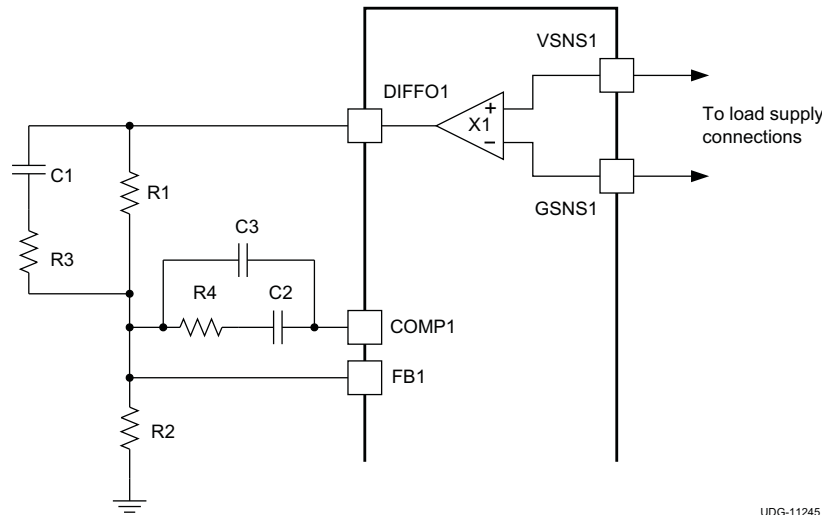 VSNS1
DIFFO1
+
X1
−
To load supply
connections
C1
R1
GSNS1
C3
R3
R4
C2
COMP1
FB1
R2
UDG-11245